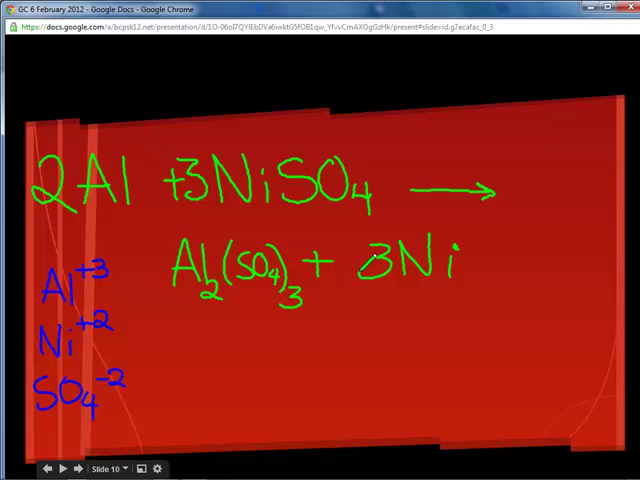 GC 6 February 2012 - Google Docs - Google Chrome
https://docs.google.com/a/bcpsk12.net/presentation/d/1O-06oI7QYIEBDVa6iwktG5f1FOB1xs_YfvvCmAXnybQ/present#slide=id.g7ecafac_0_3
2Al + 3NiSO₄ ⟶
Al₂(SO₄)₃ + 3Ni
Al⁺³
Ni⁺²
SO₄⁻²
Slide 10